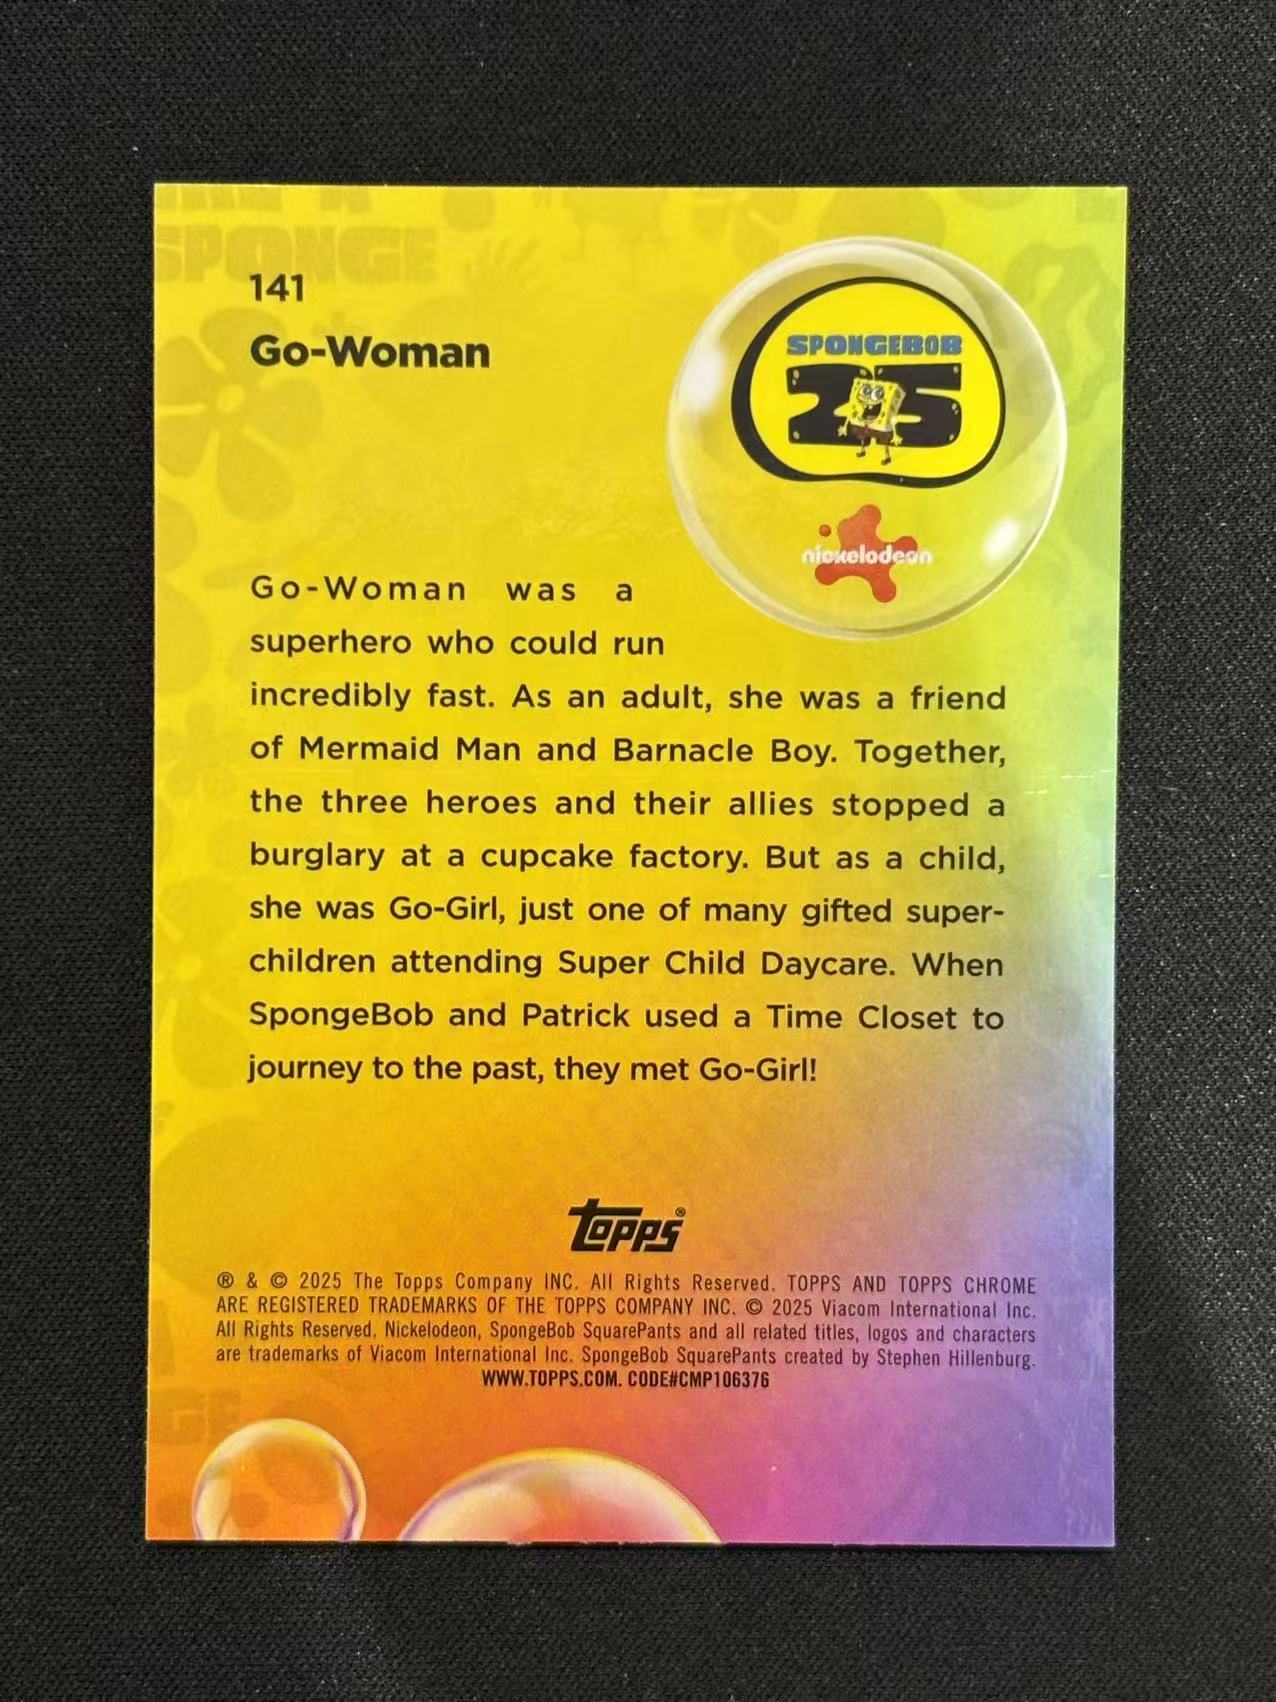 SPONGE
141
Go-Woman
SPONGEBOB
25
nickelodeon
Go-Woman was a
superhero who could run
incredibly fast. As an adult, she was a friend
of Mermaid Man and Barnacle Boy. Together,
the three heroes and their allies stopped a
burglary at a cupcake factory. But as a child,
she was Go-Girl, just one of many gifted super-
children attending Super Child Daycare. When
SpongeBob and Patrick used a Time Closet to
journey to the past, they met Go-Girl!
topps®
® & © 2025 The Topps Company INC. All Rights Reserved. TOPPS AND TOPPS CHROME
ARE REGISTERED TRADEMARKS OF THE TOPPS COMPANY INC. © 2025 Viacom International Inc.
All Rights Reserved. Nickelodeon, SpongeBob SquarePants and all related titles, logos and characters
are trademarks of Viacom International Inc. SpongeBob SquarePants created by Stephen Hillenburg.
WWW.TOPPS.COM. CODE#CMP106376